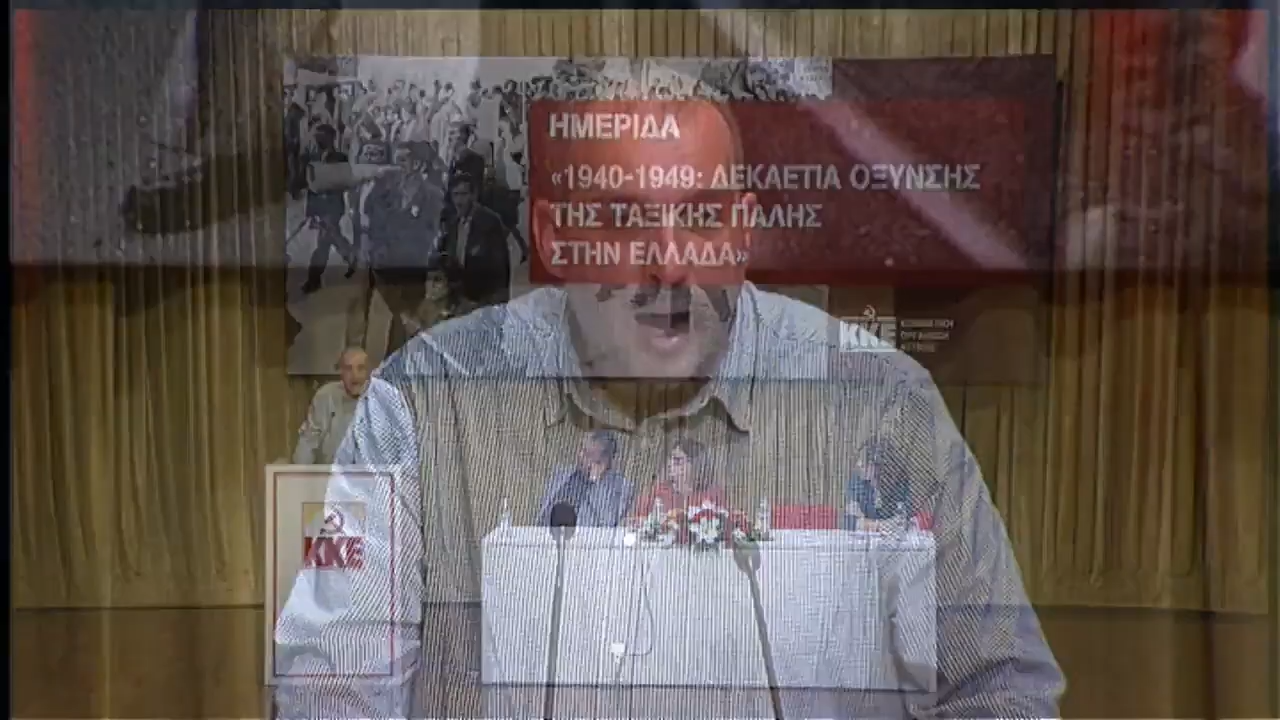 ΗΜΕΡΙΔΑ
«1940-1949: ΔΕΚΑΕΤΙΑ ΟΞΥΝΣΗΣ
ΤΗΣ ΤΑΞΙΚΗΣ ΠΑΛΗΣ
ΣΤΗΝ ΕΛΛΑΔΑ»
ΚΚΕ
ΚΚΕ